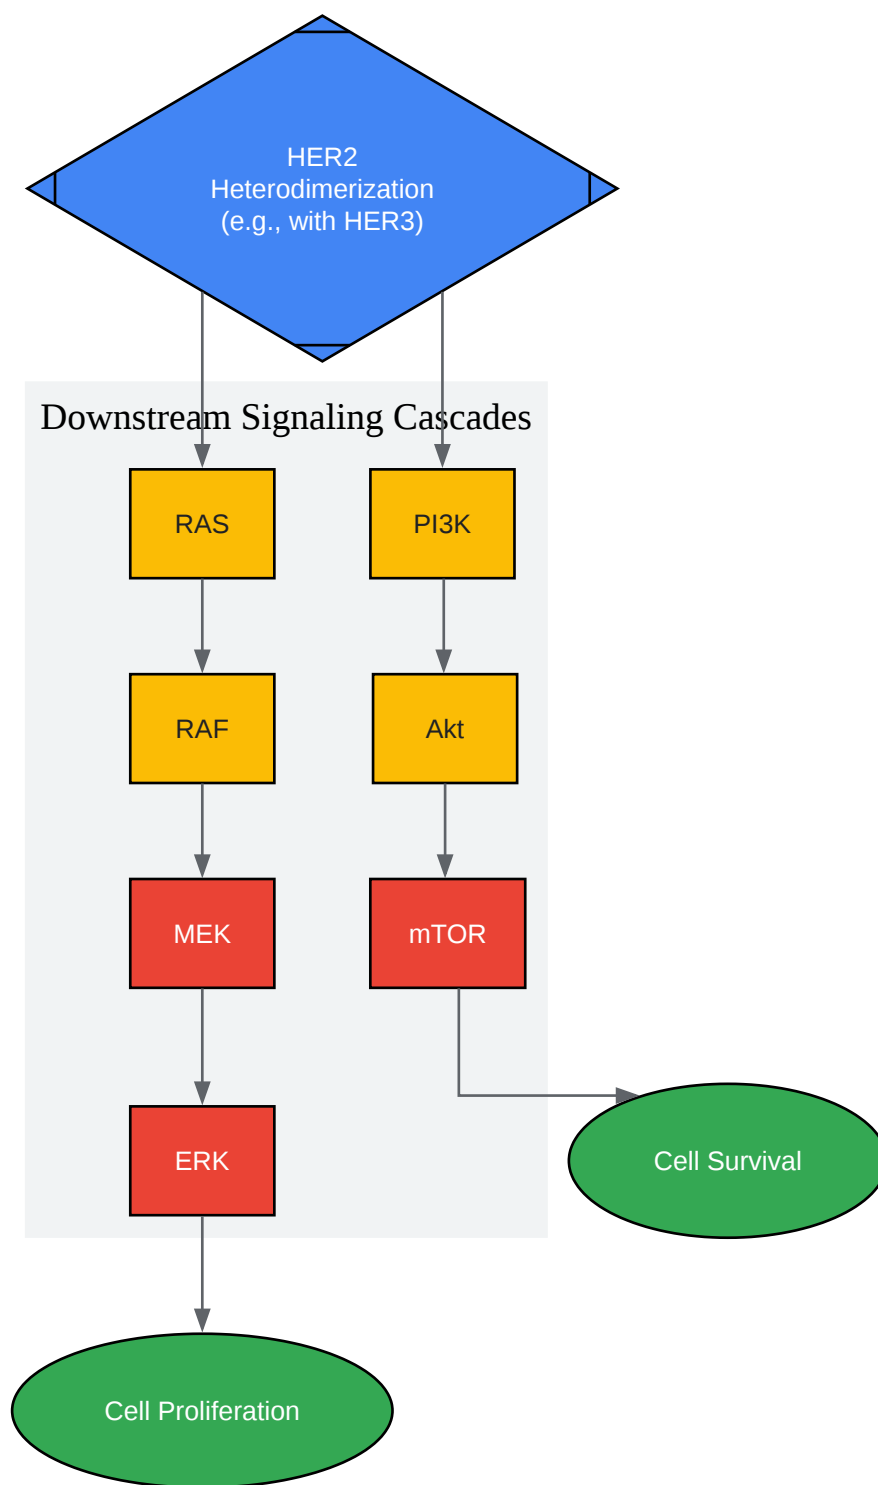 HER2
Heterodimerization
(e.g., with HER3)
Downstream Signaling Cascades
RAS
PI3K
RAF
Akt
MEK
mTOR
ERK
Cell Survival
Cell Proliferation